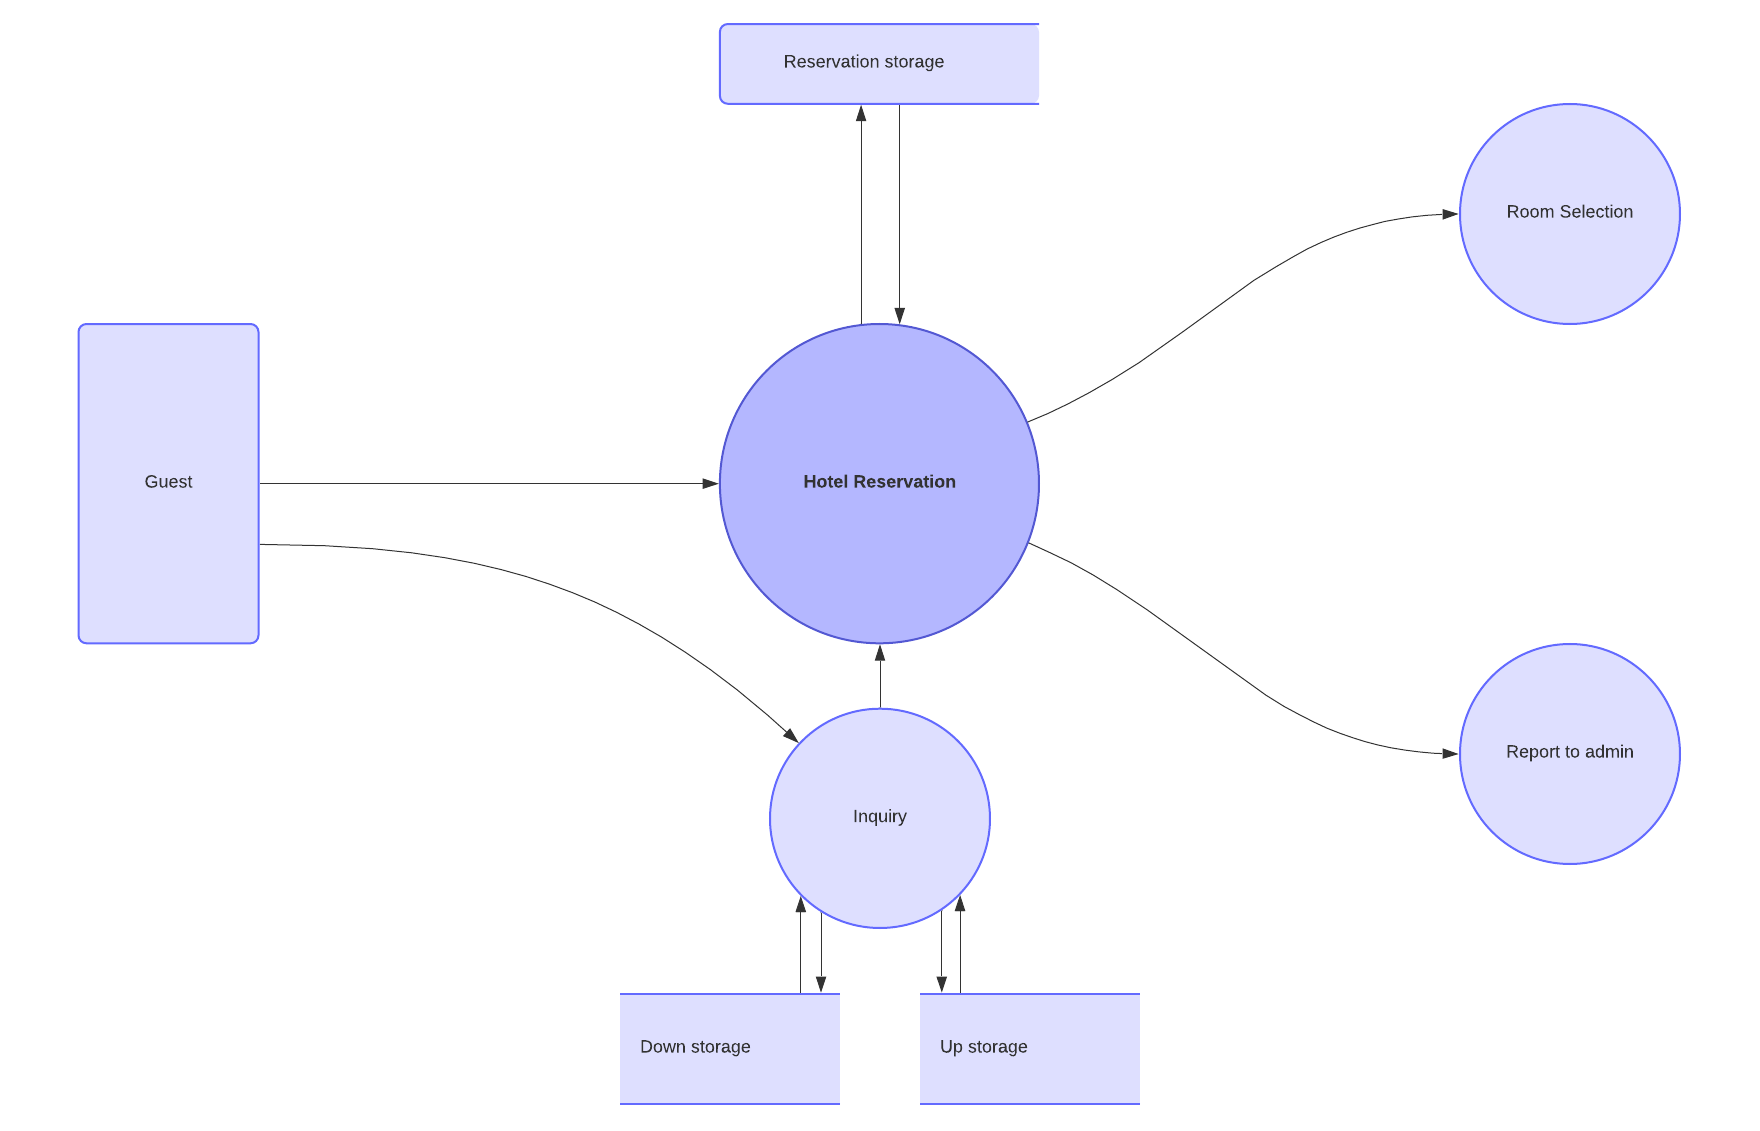 Reservation storage
Room Selection
Guest
Hotel Reservation
Report to admin
Inquiry
Down storage
Up storage